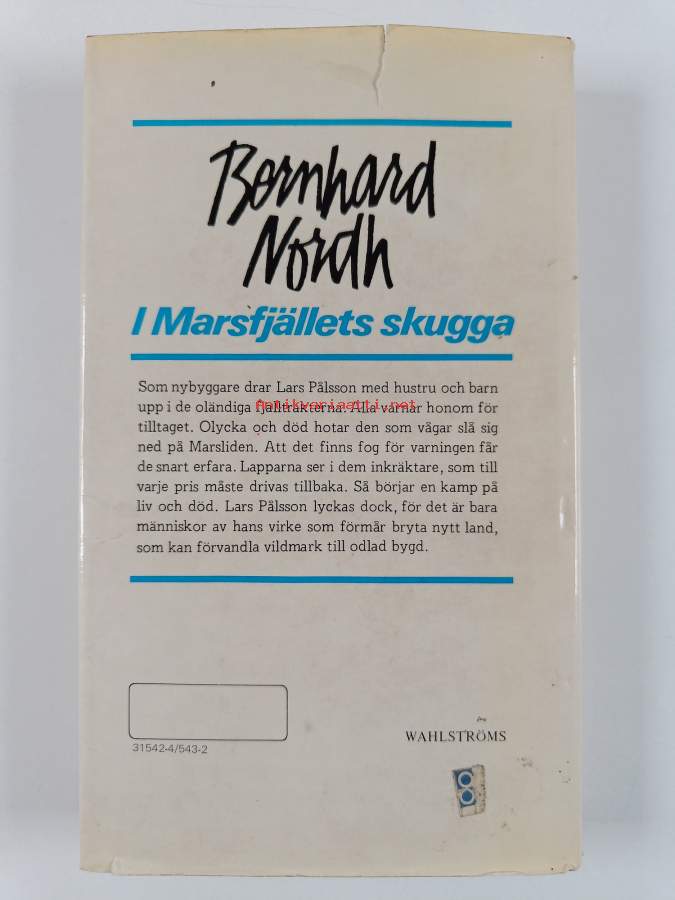 Bernhard
Nordh
I Marsfjällets skugga
Som nybyggare drar Lars Pålsson med hustru och barn
upp i de oländiga fjälltrakterna. Alla varnar honom för
antikvariaatti.net
tilltaget. Olycka och död hotar den som vågar slå sig
ned på Marsliden. Att det finns fog för varningen får
de snart erfara. Lapparna ser i dem inkräktare, som till
varje pris måste drivas tillbaka. Så börjar en kamp på
liv och död. Lars Pålsson lyckas dock, för det är bara
människor av hans virke som förmår bryta nytt land,
som kan förvandla vildmark till odlad bygd.
31542-4/543-2
WAHLSTRÖMS